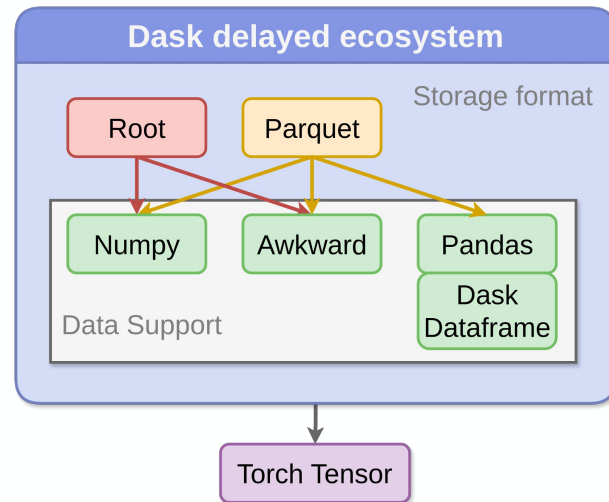 Dask delayed ecosystem
Storage format
Root
Parquet
Numpy
Awkward
Pandas
Dask
Dataframe
Data Support
Torch Tensor